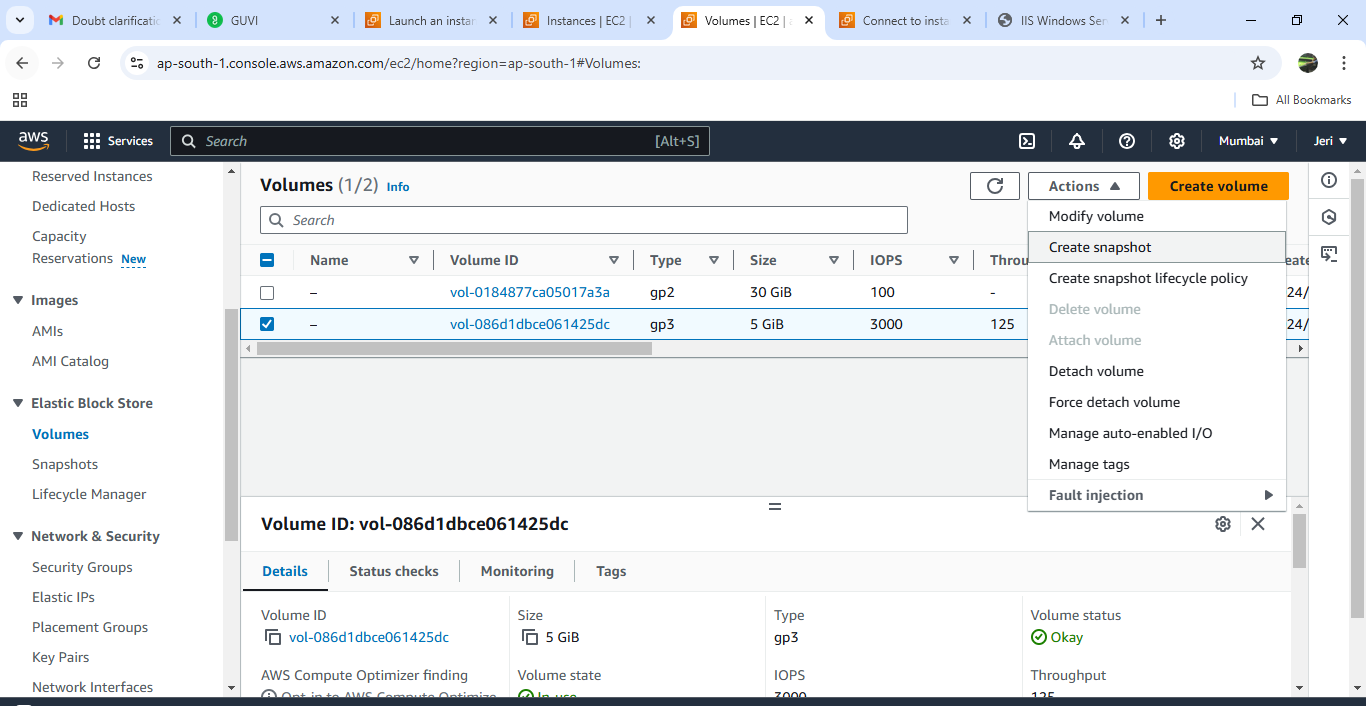 Doubt clarificatio
GUVI
Launch an instan
Instances | EC2 |
Volumes | EC2 |
Connect to insta
IIS Windows Ser
ap-south-1.console.aws.amazon.com/ec2/home?region=ap-south-1#Volumes:
All Bookmarks
aws
Services
Search
[Alt+S]
Mumbai
Jeri
Reserved Instances
Dedicated Hosts
Capacity
Reservations New
Images
AMIs
AMI Catalog
Elastic Block Store
Volumes
Snapshots
Lifecycle Manager
Network & Security
Security Groups
Elastic IPs
Placement Groups
Key Pairs
Network Interfaces
Volumes (1/2) Info
Actions
Create volume
Search
Name Volume ID Type Size IOPS Throu eate
– vol-0184877ca05017a3a gp2 30 GiB 100 - 24/
– vol-086d1dbce061425dc gp3 5 GiB 3000 125 24/
Modify volume
Create snapshot
Create snapshot lifecycle policy
Delete volume
Attach volume
Detach volume
Force detach volume
Manage auto-enabled I/O
Manage tags
Fault injection
Volume ID: vol-086d1dbce061425dc
Details
Status checks
Monitoring
Tags
Volume ID
vol-086d1dbce061425dc
Size
5 GiB
Type
gp3
Volume status
Okay
AWS Compute Optimizer finding
Opt-in to AWS Compute Optimize
Volume state
In-use
IOPS
3000
Throughput
125